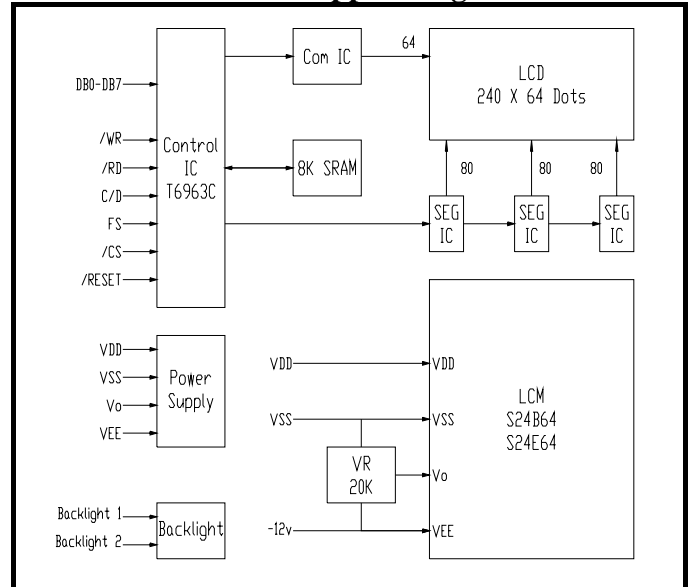 64
Com IC
LCD
240 X 64 Dots
DB0-DB7
/WR
/RD
C/D
FS
/CS
/RESET
Control
IC
T6963C
8K SRAM
80
80
80
SEG
IC
SEG
IC
SEG
IC
VDD
VSS
Vo
VEE
Power
Supply
VDD
VSS
-12v
VR
20K
VDD
VSS
Vo
VEE
LCM
S24B64
S24E64
Backlight 1
Backlight 2
Backlight